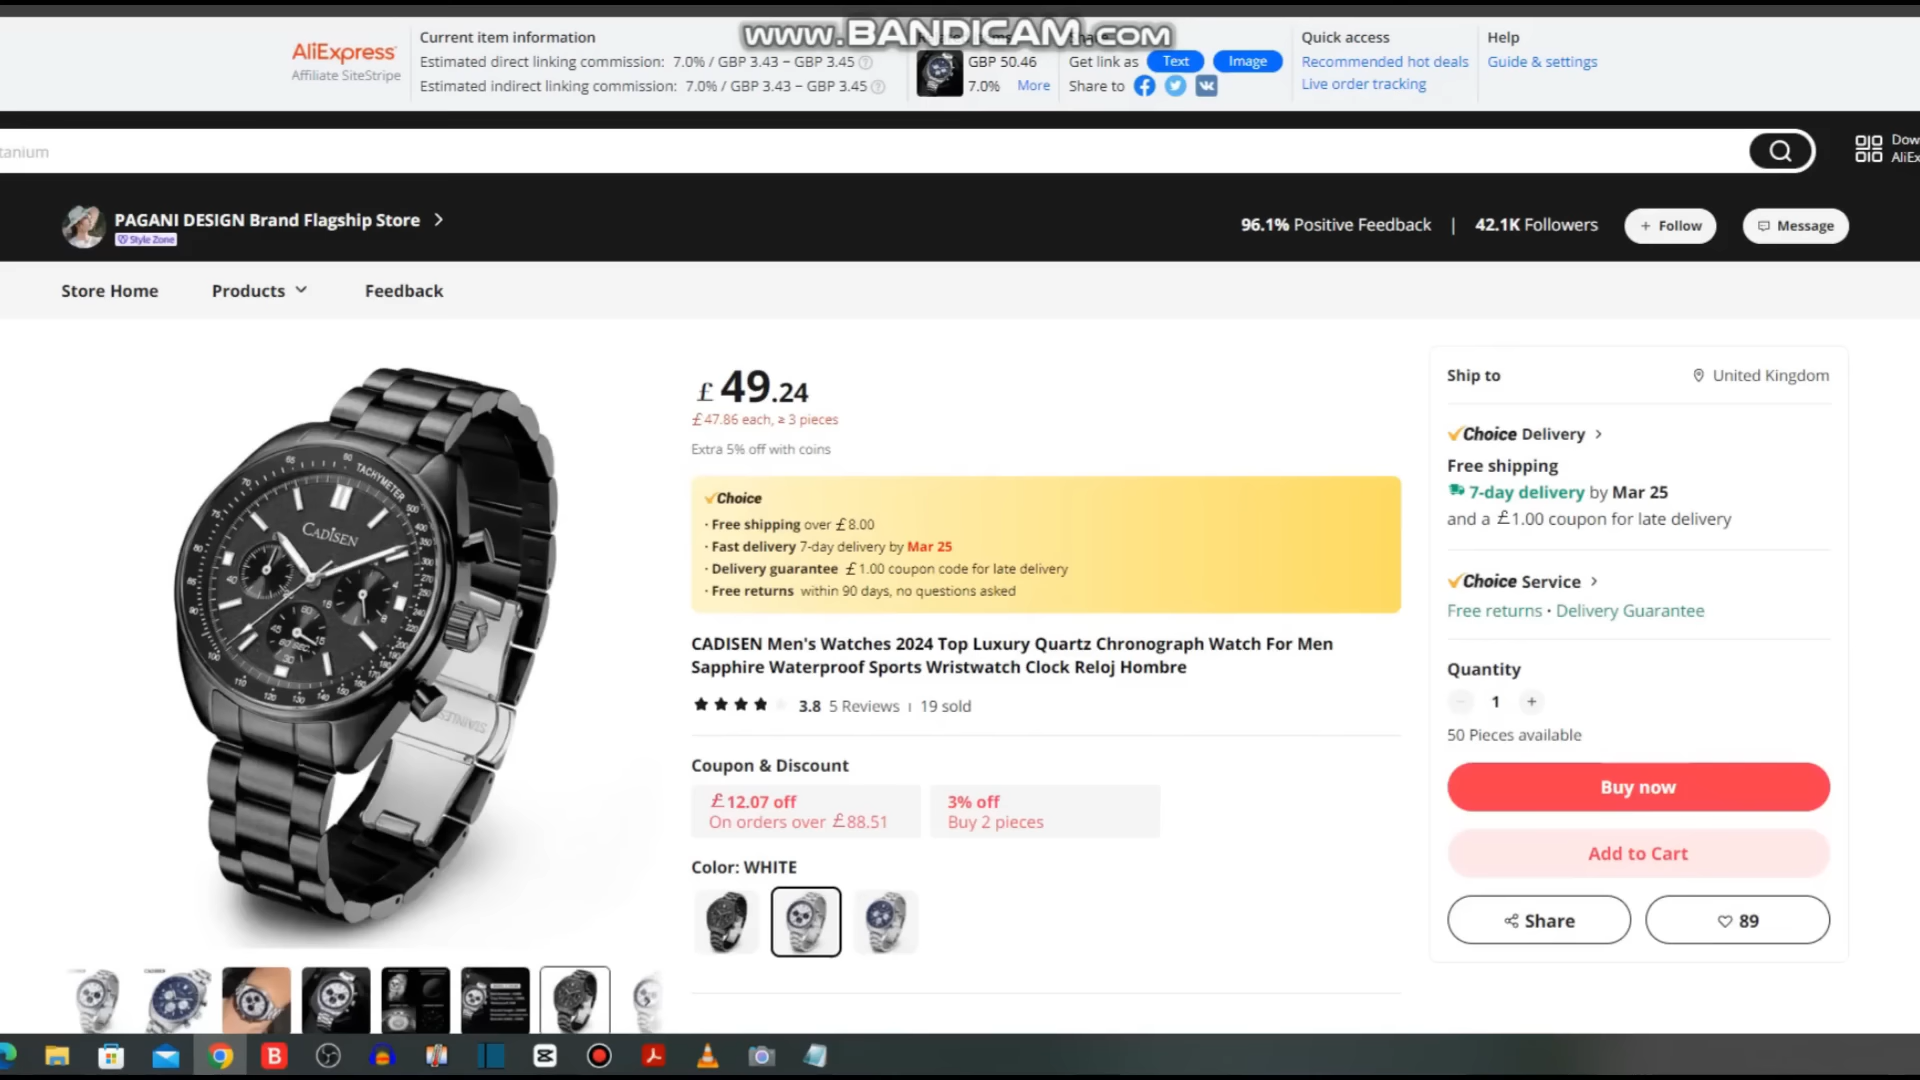 www.BANDICAM.com
AliExpress
Affiliate SiteStripe
Current item information
Estimated direct linking commission: 7.0% / GBP 3.43 – GBP 3.45
Estimated indirect linking commission: 7.0% / GBP 3.43 – GBP 3.45
GBP 50.46
7.0% More
Get link as Text Image
Share to
Quick access
Recommended hot deals
Live order tracking
Help
Guide & settings
tanium
Dow
AliEx
PAGANI DESIGN Brand Flagship Store
Style Zone
96.1% Positive Feedback | 42.1K Followers
+ Follow
Message
Store Home
Products
Feedback
CADISEN
TACHYMETER
£49.24
£47.86 each, ≥ 3 pieces
Extra 5% off with coins
Choice
· Free shipping over £8.00
· Fast delivery 7-day delivery by Mar 25
· Delivery guarantee £1.00 coupon code for late delivery
· Free returns within 90 days, no questions asked
CADISEN Men's Watches 2024 Top Luxury Quartz Chronograph Watch For Men
Sapphire Waterproof Sports Wristwatch Clock Reloj Hombre
3.8 5 Reviews | 19 sold
Coupon & Discount
£12.07 off
On orders over £88.51
3% off
Buy 2 pieces
Color: WHITE
Ship to
United Kingdom
Choice Delivery
Free shipping
7-day delivery by Mar 25
and a £1.00 coupon for late delivery
Choice Service
Free returns · Delivery Guarantee
Quantity
- 1 +
50 Pieces available
Buy now
Add to Cart
Share
89